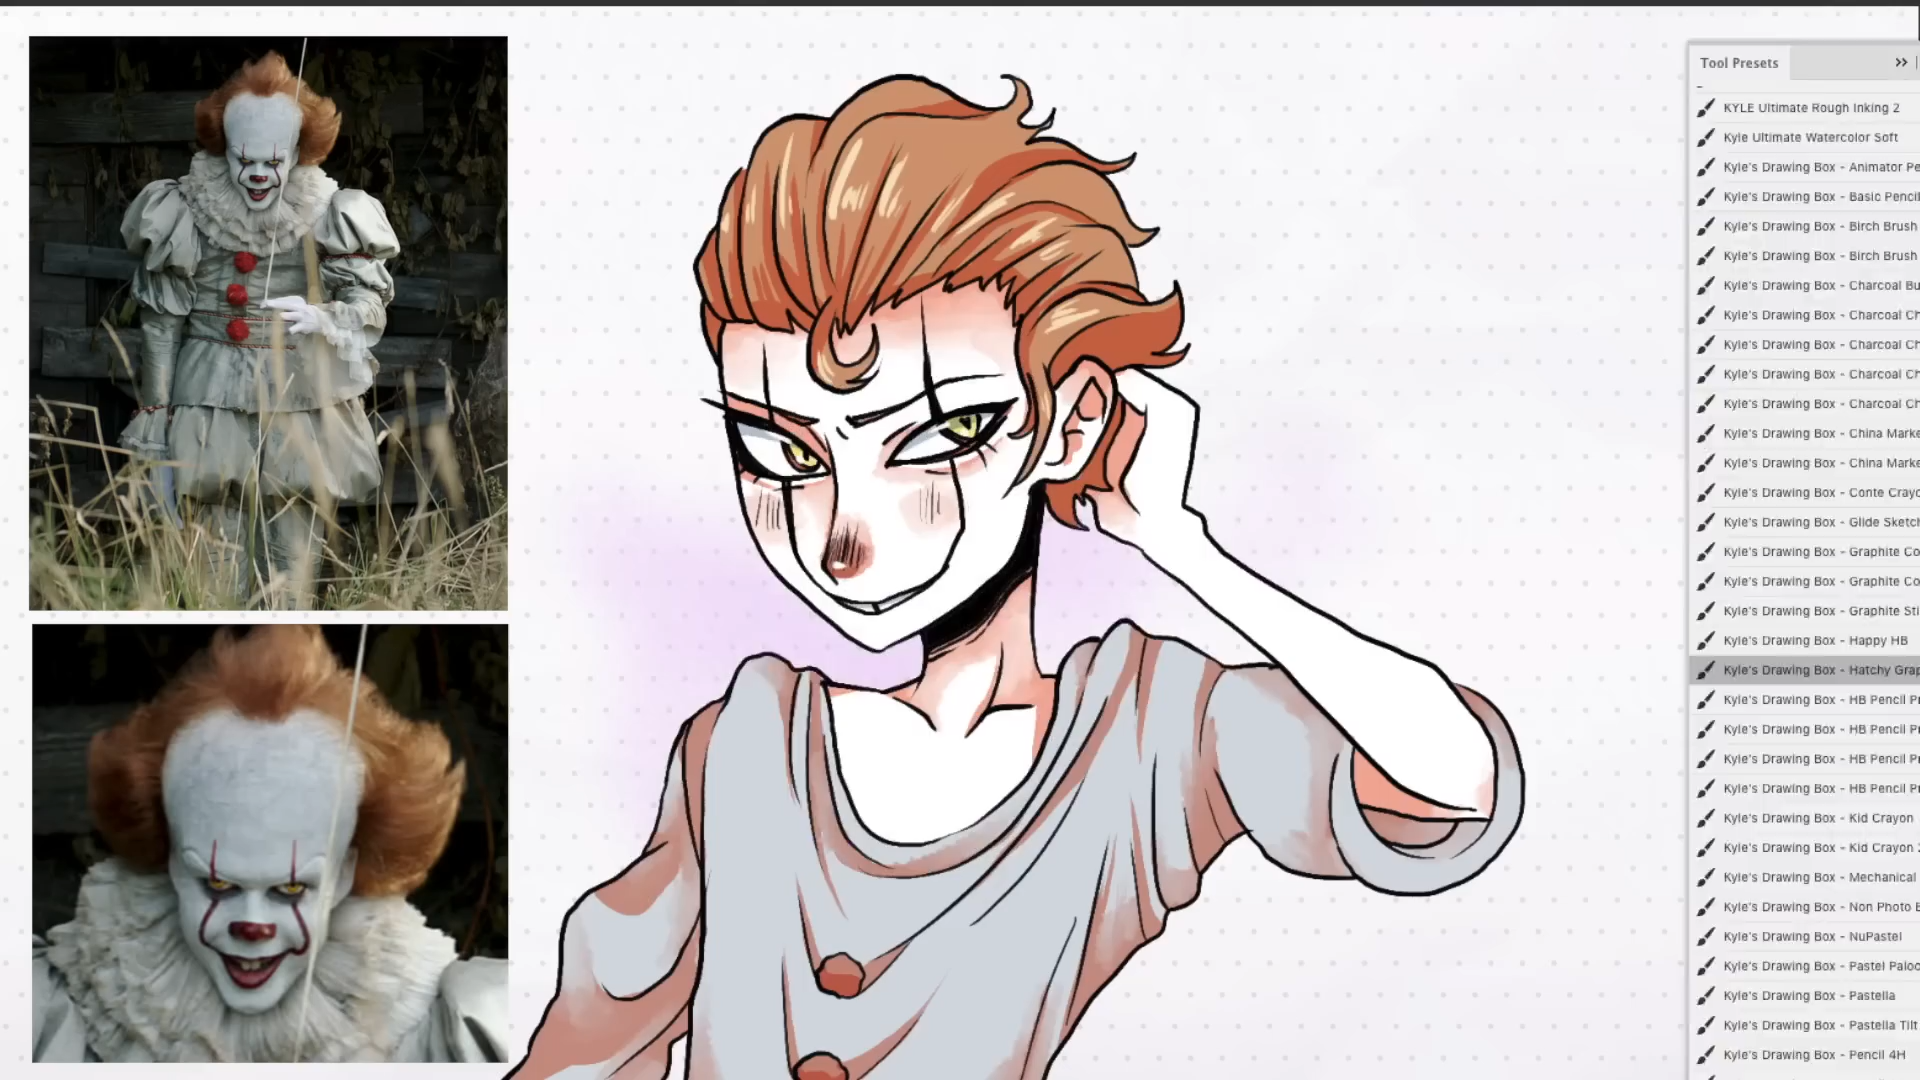 Tool Presets
KYLE Ultimate Rough Inking 2
Kyle Ultimate Watercolor Soft
Kyle's Drawing Box - Animator Pe
Kyle's Drawing Box - Basic Pencil
Kyle's Drawing Box - Birch Brush
Kyle's Drawing Box - Birch Brush
Kyle's Drawing Box - Charcoal Bu
Kyle's Drawing Box - Charcoal Ch
Kyle's Drawing Box - Charcoal Ch
Kyle's Drawing Box - Charcoal Ch
Kyle's Drawing Box - Charcoal Ch
Kyle's Drawing Box - China Marke
Kyle's Drawing Box - China Marke
Kyle's Drawing Box - Conte Crayo
Kyle's Drawing Box - Glide Sketch
Kyle's Drawing Box - Graphite Co
Kyle's Drawing Box - Graphite Co
Kyle's Drawing Box - Graphite Sti
Kyle's Drawing Box - Happy HB
Kyle's Drawing Box - Hatchy Grap
Kyle's Drawing Box - HB Pencil Pr
Kyle's Drawing Box - HB Pencil Pr
Kyle's Drawing Box - HB Pencil Pr
Kyle's Drawing Box - HB Pencil Pr
Kyle's Drawing Box - Kid Crayon
Kyle's Drawing Box - Kid Crayon 2
Kyle's Drawing Box - Mechanical
Kyle's Drawing Box - Non Photo B
Kyle's Drawing Box - NuPastel
Kyle's Drawing Box - Pastel Paloo
Kyle's Drawing Box - Pastella
Kyle's Drawing Box - Pastella Tilt
Kyle's Drawing Box - Pencil 4H